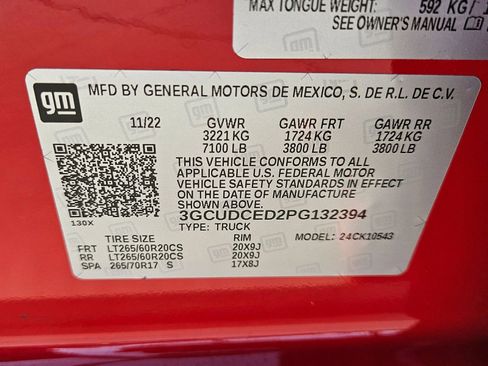 MAX TONGUE WEIGHT: 592 KG / 1
SEE OWNER'S MANUAL
gm
MFD BY GENERAL MOTORS DE MEXICO, S. DE R.L. DE C.V.
11/22 GVWR GAWR FRT GAWR RR
3221 KG 1724 KG 1724 KG
7100 LB 3800 LB 3800 LB
THIS VEHICLE CONFORMS TO ALL
APPLICABLE U.S. FEDERAL MOTOR
VEHICLE SAFETY STANDARDS IN EFFECT
ON THE DATE OF MANUFACTURE
SHOWN ABOVE.
130X 3GCUDCED2PG132394
TYPE: TRUCK
TIRE SIZE RIM MODEL: 24CK10543
FRT LT265/60R20CS 20X9J
RR LT265/60R20CS 20X9J
SPA 265/70R17 S 17X8J